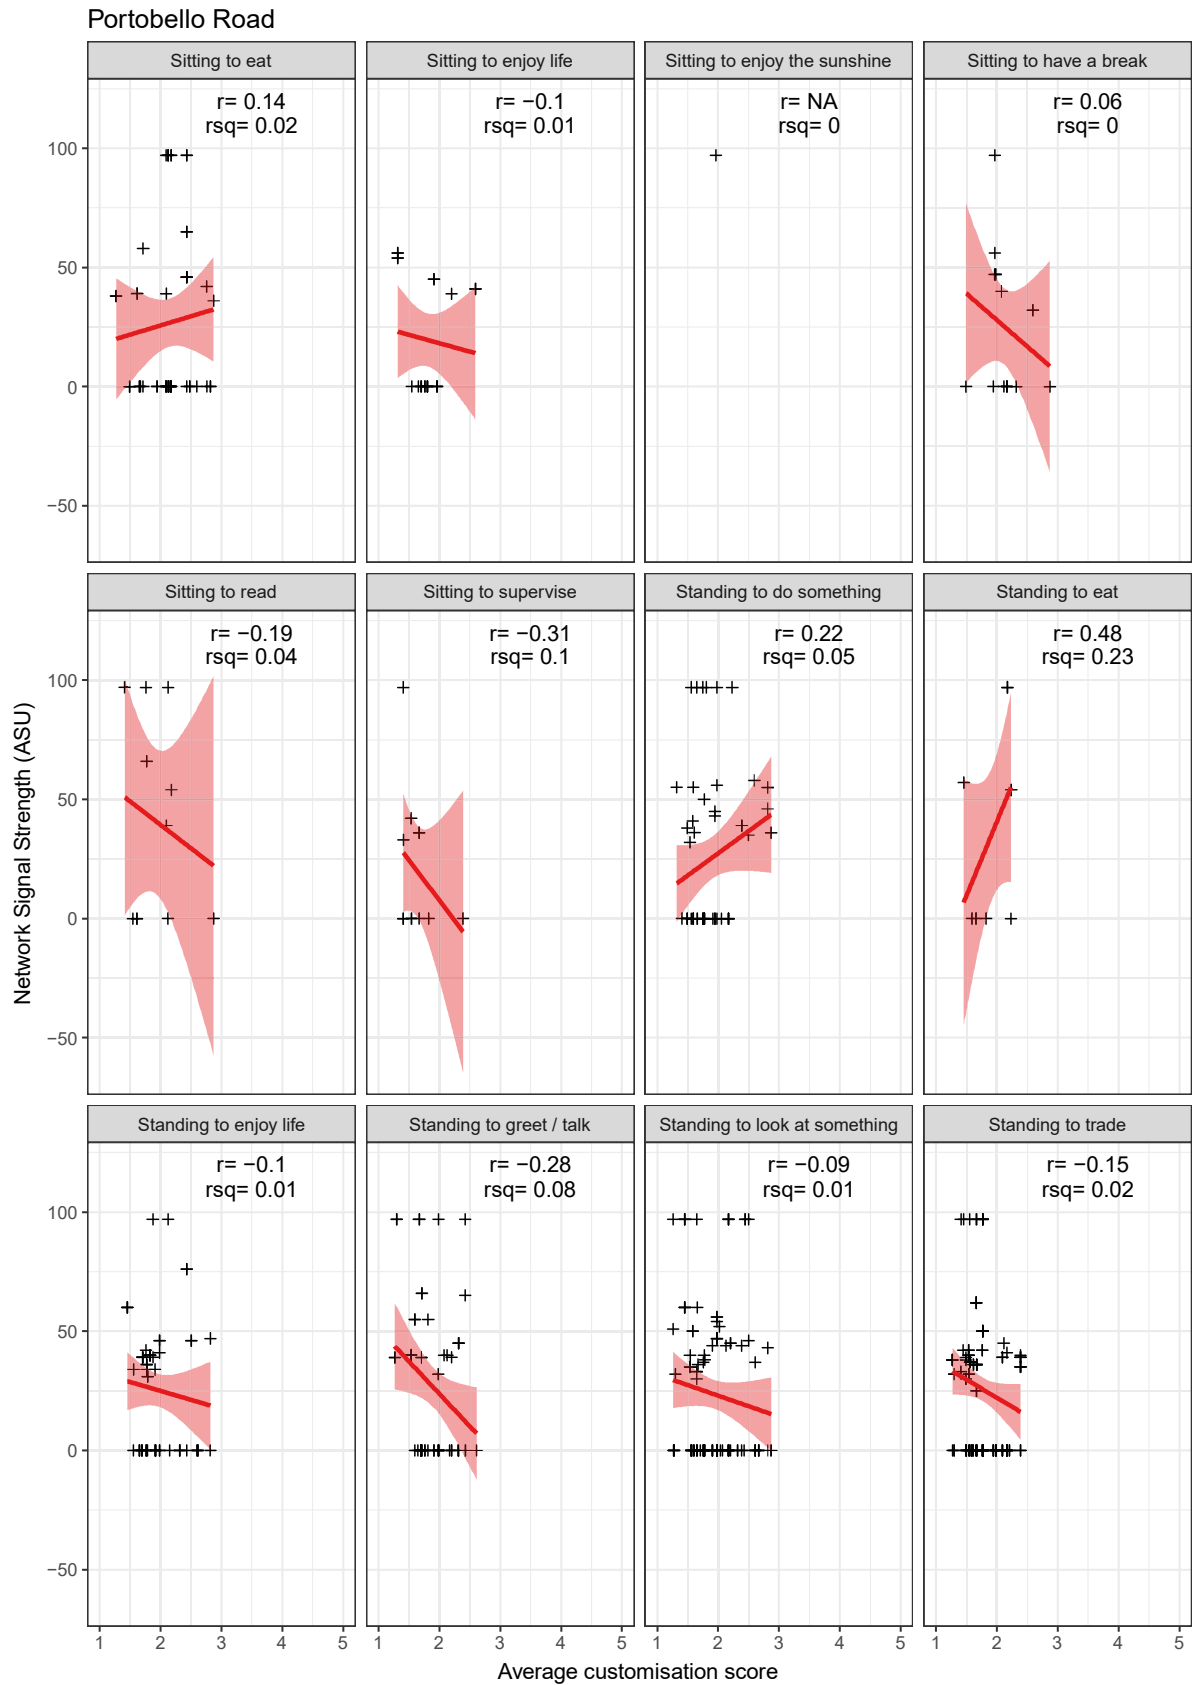 Portobello Road
Sitting to eat Sitting to enjoy life Sitting to enjoy the sunshine Sitting to have a break
r= 0.14 r= −0.1 r= NA r= 0.06
rsq= 0.02 rsq= 0.01 rsq= 0 rsq= 0
100
50
0
−50
Sitting to read Sitting to supervise Standing to do something Standing to eat
r= −0.19 r= −0.31 r= 0.22 r= 0.48
rsq= 0.04 rsq= 0.1 rsq= 0.05 rsq= 0.23
100
50
0
−50
Network Signal Strength (ASU)
Standing to enjoy life Standing to greet / talk Standing to look at something Standing to trade
r= −0.1 r= −0.28 r= −0.09 r= −0.15
rsq= 0.01 rsq= 0.08 rsq= 0.01 rsq= 0.02
100
50
0
−50
1 2 3 4 5 1 2 3 4 5 1 2 3 4 5 1 2 3 4 5
Average customisation score